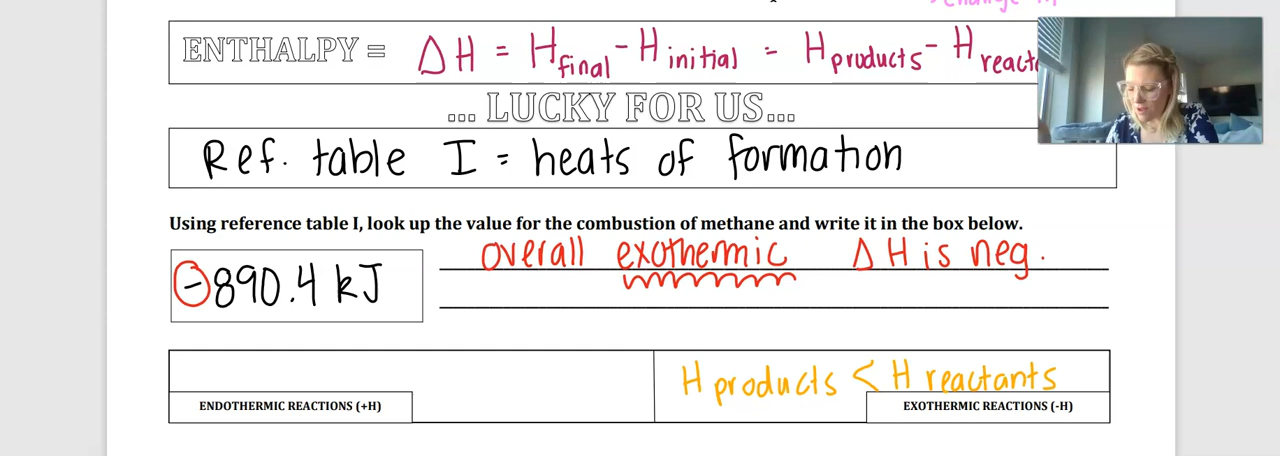 ENTHALPY = ΔH = Hfinal - Hinitial = Hproducts - H
... LUCKY FOR US...
Ref. table I = heats of formation
Using reference table I, look up the value for the combustion of methane and write it in the box below.
-890.4 kJ overall exothermic ΔH is neg.
H products < H reactants
ENDOTHERMIC REACTIONS (+H) EXOTHERMIC REACTIONS (-H)